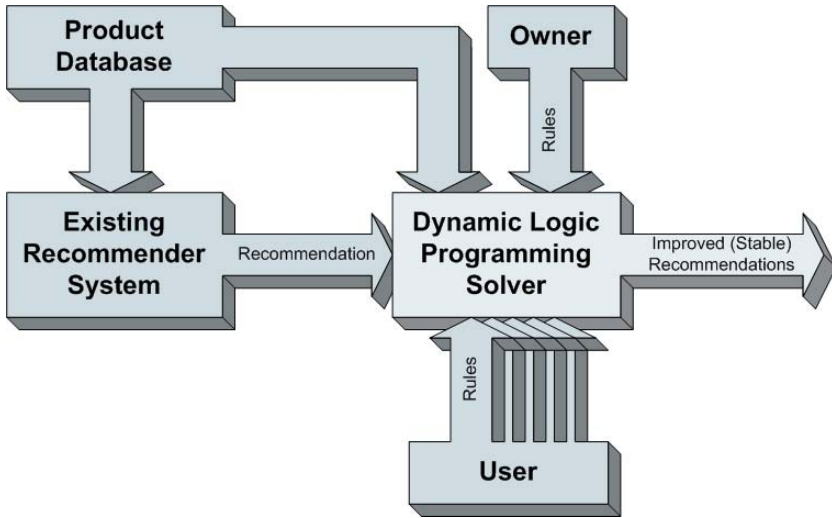 Product
Database
Owner
Rules
Existing
Recommender
System
Recommendation
Dynamic Logic
Programming
Solver
Improved (Stable)
Recommendations
Rules
User